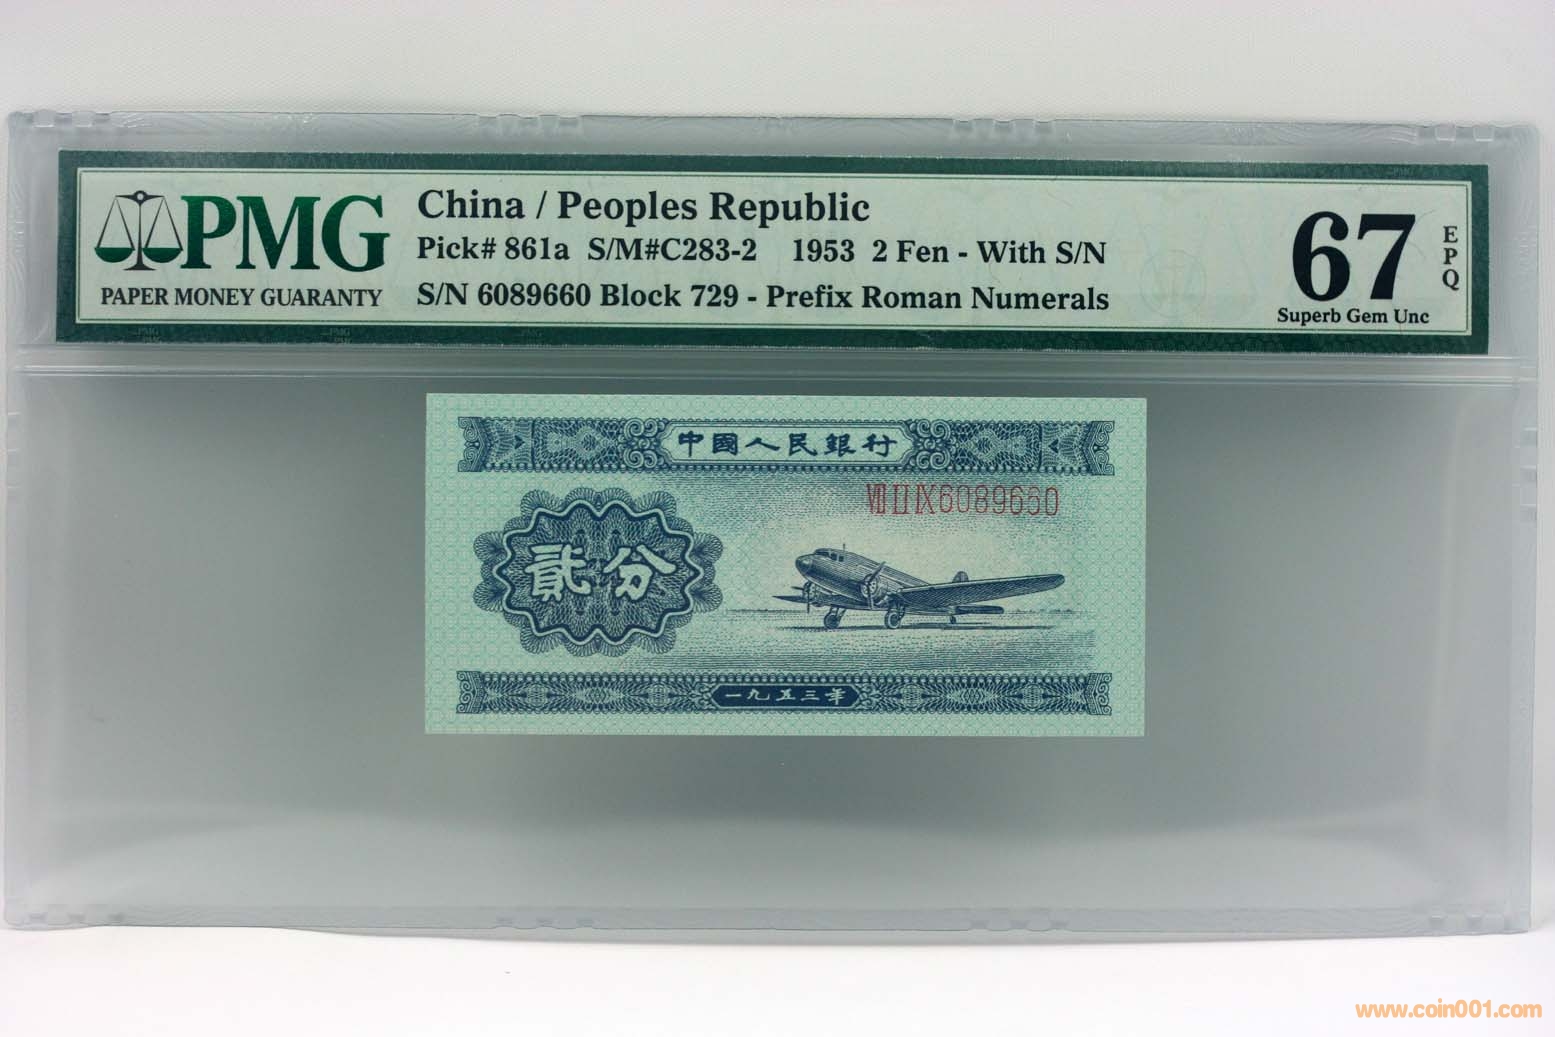 PMG
PAPER MONEY GUARANTY
China / Peoples Republic
Pick# 861a S/M#C283-2 1953 2 Fen - With S/N
S/N 6089660 Block 729 - Prefix Roman Numerals
67
EPQ
Superb Gem Unc
中國人民銀行
VII II IX 6089660
貳分
一九五三年
www.coin001.com